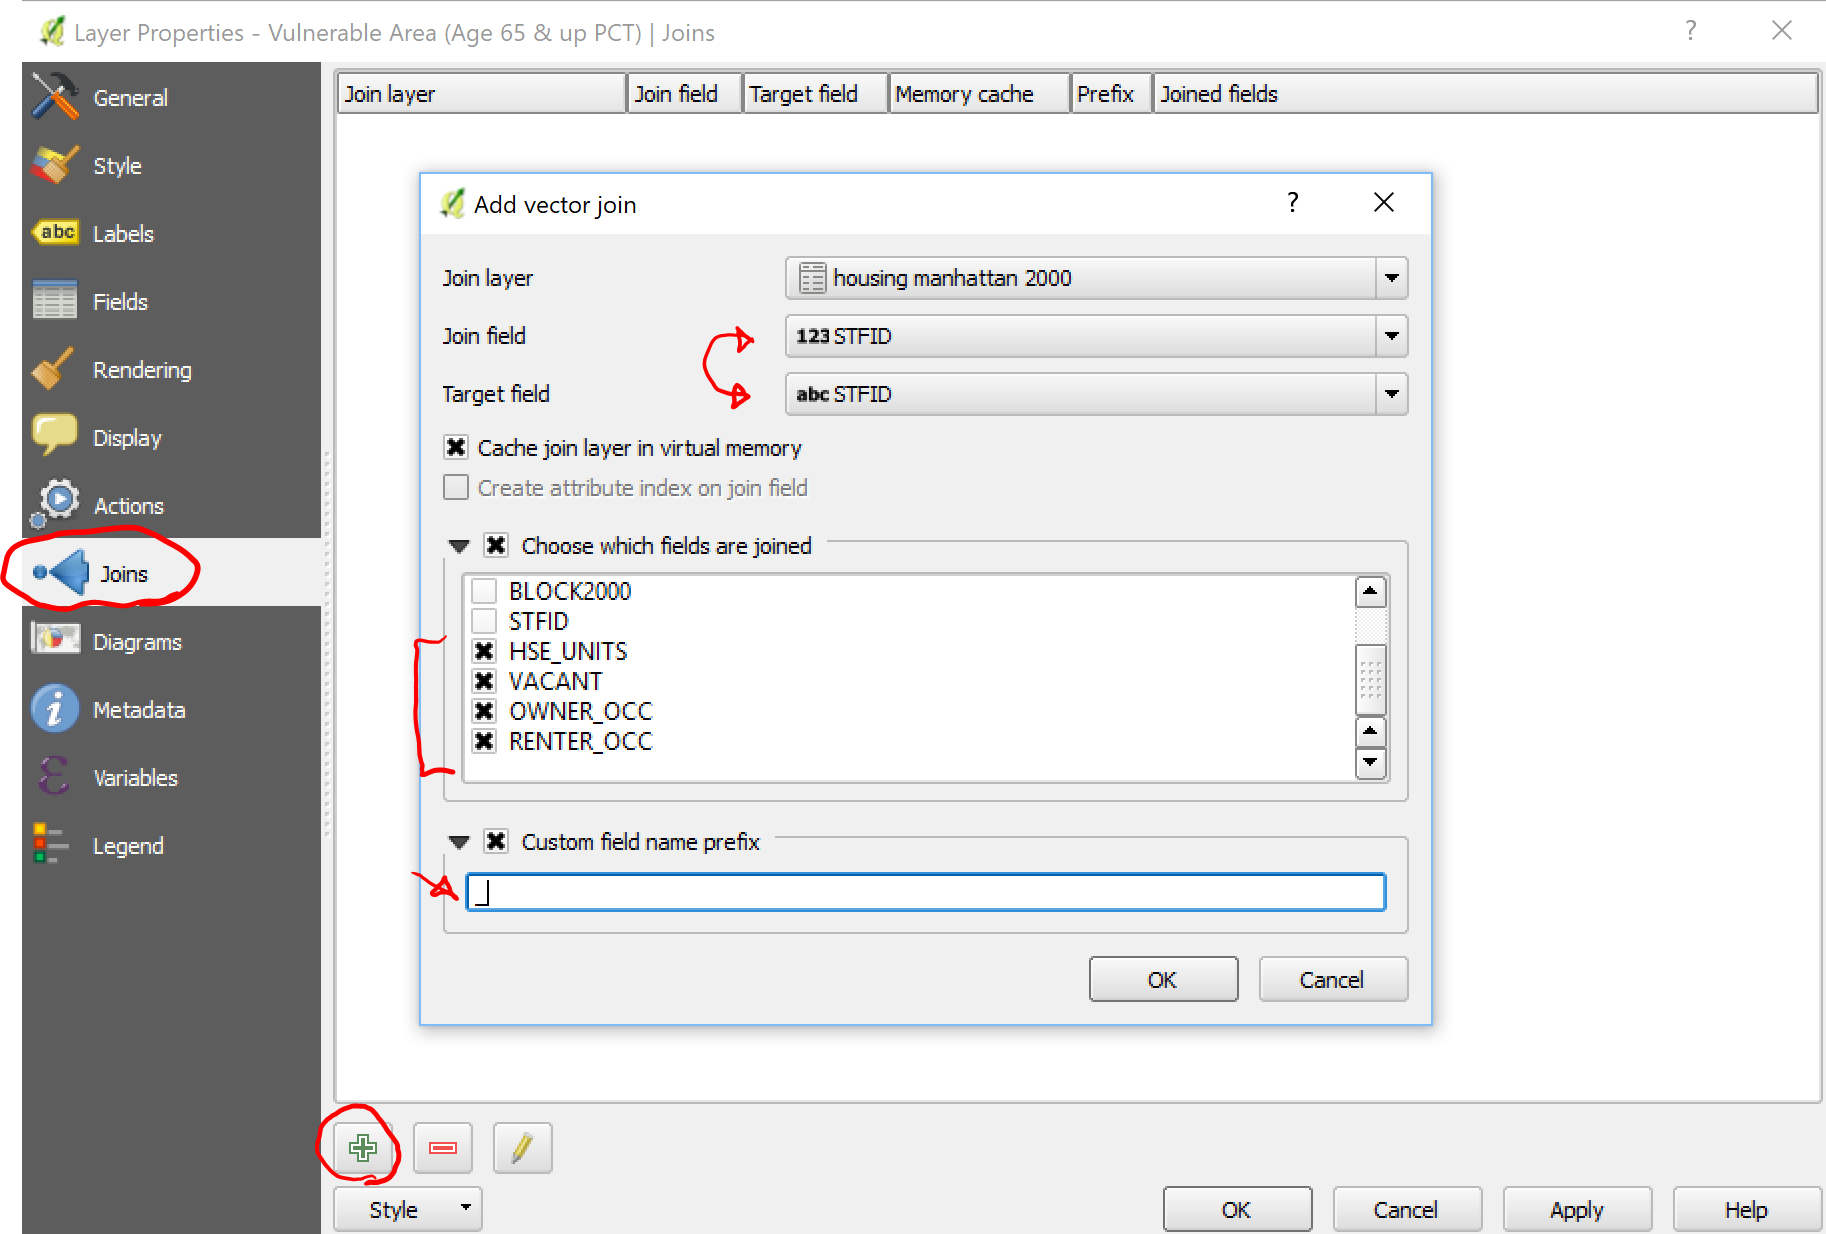 Layer Properties - Vulnerable Area (Age 65 & up PCT) | Joins
?
General
Style
abc Labels
Fields
Rendering
Display
Actions
Joins
Diagrams
i Metadata
ε Variables
Legend
Join layer Join field Target field Memory cache Prefix Joined fields
Add vector join
?
Join layer housing manhattan 2000
Join field 123 STFID
Target field abc STFID
Cache join layer in virtual memory
Create attribute index on join field
Choose which fields are joined
BLOCK2000
STFID
HSE_UNITS
VACANT
OWNER_OCC
RENTER_OCC
Custom field name prefix
_
OK Cancel
Style
OK Cancel Apply Help